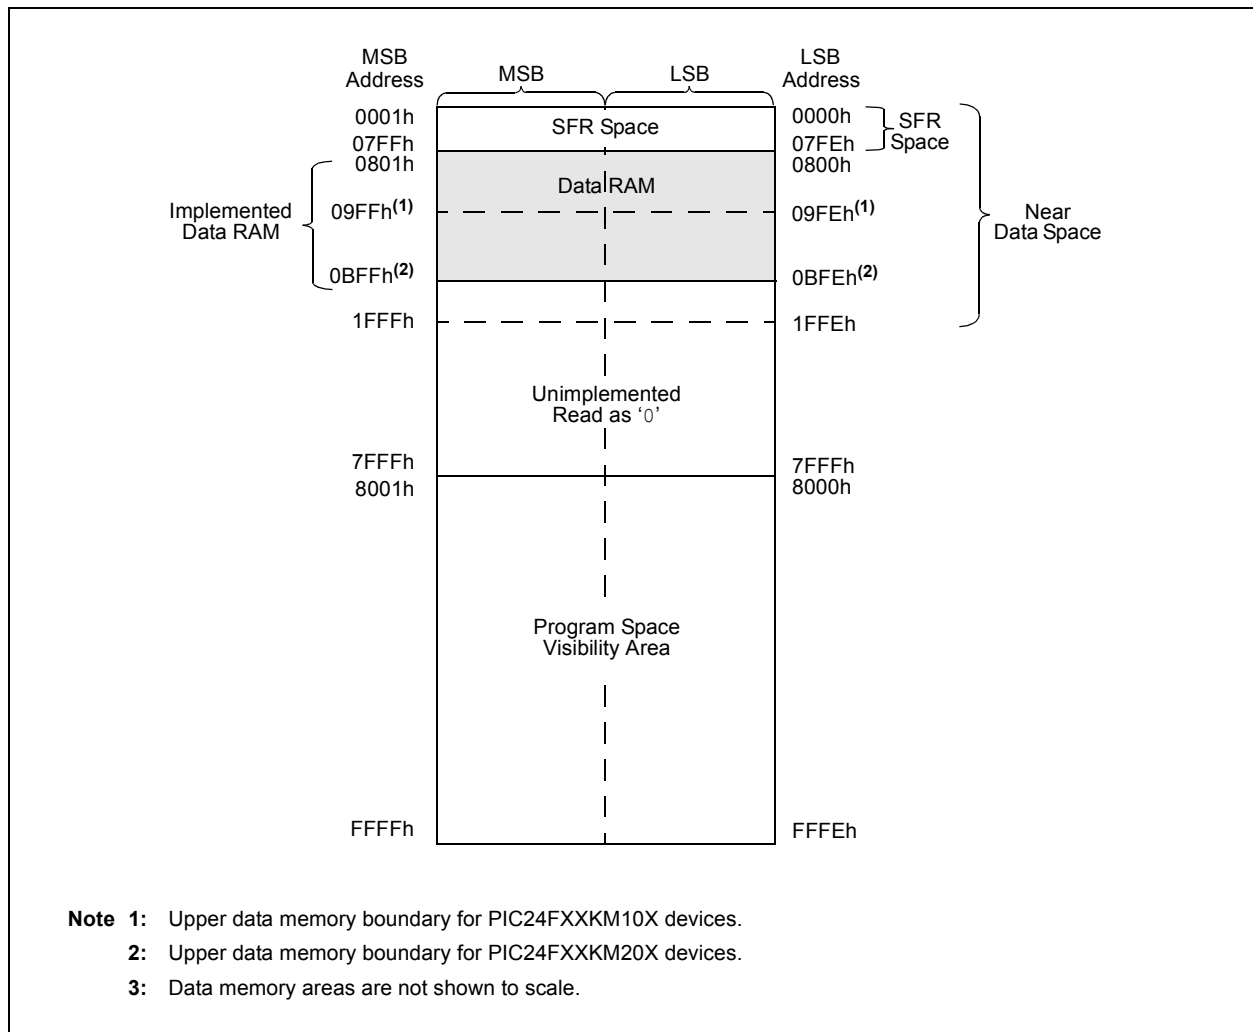 MSB
Address
MSB
LSB
LSB
Address
0001h
SFR Space
0000h
SFR
Space
07FFh
07FEh
0801h
0800h
Data RAM
Implemented
Data RAM
09FFh(1)
09FEh(1)
Near
Data Space
0BFFh(2)
0BFEh(2)
1FFFh
1FFEh
Unimplemented
Read as ‘0’
7FFFh
7FFFh
8001h
8000h
Program Space
Visibility Area
FFFFh
FFFEh
Note 1: Upper data memory boundary for PIC24FXXKM10X devices.
2: Upper data memory boundary for PIC24FXXKM20X devices.
3: Data memory areas are not shown to scale.